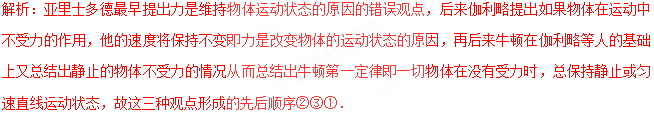 解析：亚里士多德最早提出力是维持物体运动状态的原因的错误观点，后来伽利略提出如果物体在运动中
不受力的作用，他的速度将保持不变即力是改变物体的运动状态的原因，再后来牛顿在伽利略等人的基础
上又总结出静止的物体不受力的情况从而总结出牛顿第一定律即一切物体在没有受力时，总保持静止或匀
速直线运动状态，故这三种观点形成的先后顺序②③①．